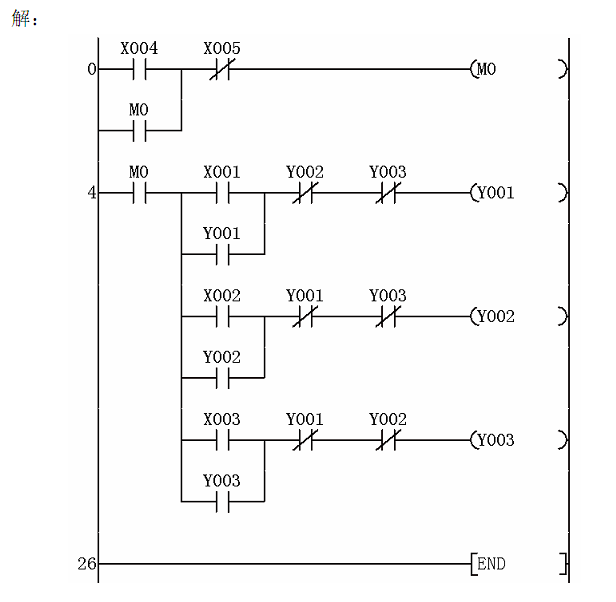 解：
X004 X005
0 M0
M0
M0 X001 Y002 Y003
4 Y001
Y001
X002 Y001 Y003
Y002
Y002
X003 Y001 Y002
Y003
Y003
26 END